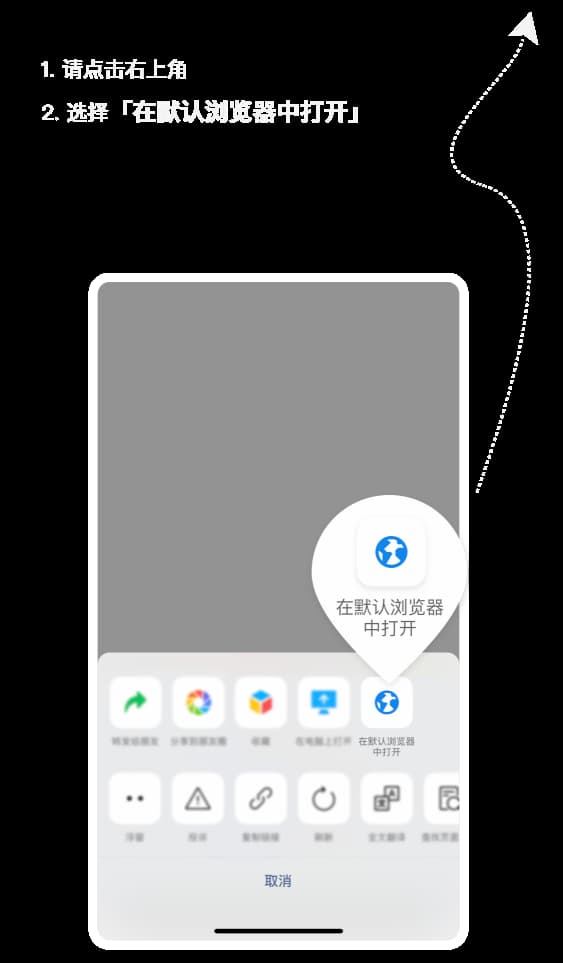 1. 请点击右上角
2. 选择「在默认浏览器中打开」
在默认浏览器
中打开
转发给朋友
分享到朋友圈
收藏
在电脑上打开
在默认浏览器
中打开
浮窗
投诉
复制链接
刷新
全文翻译
查找页面
取消